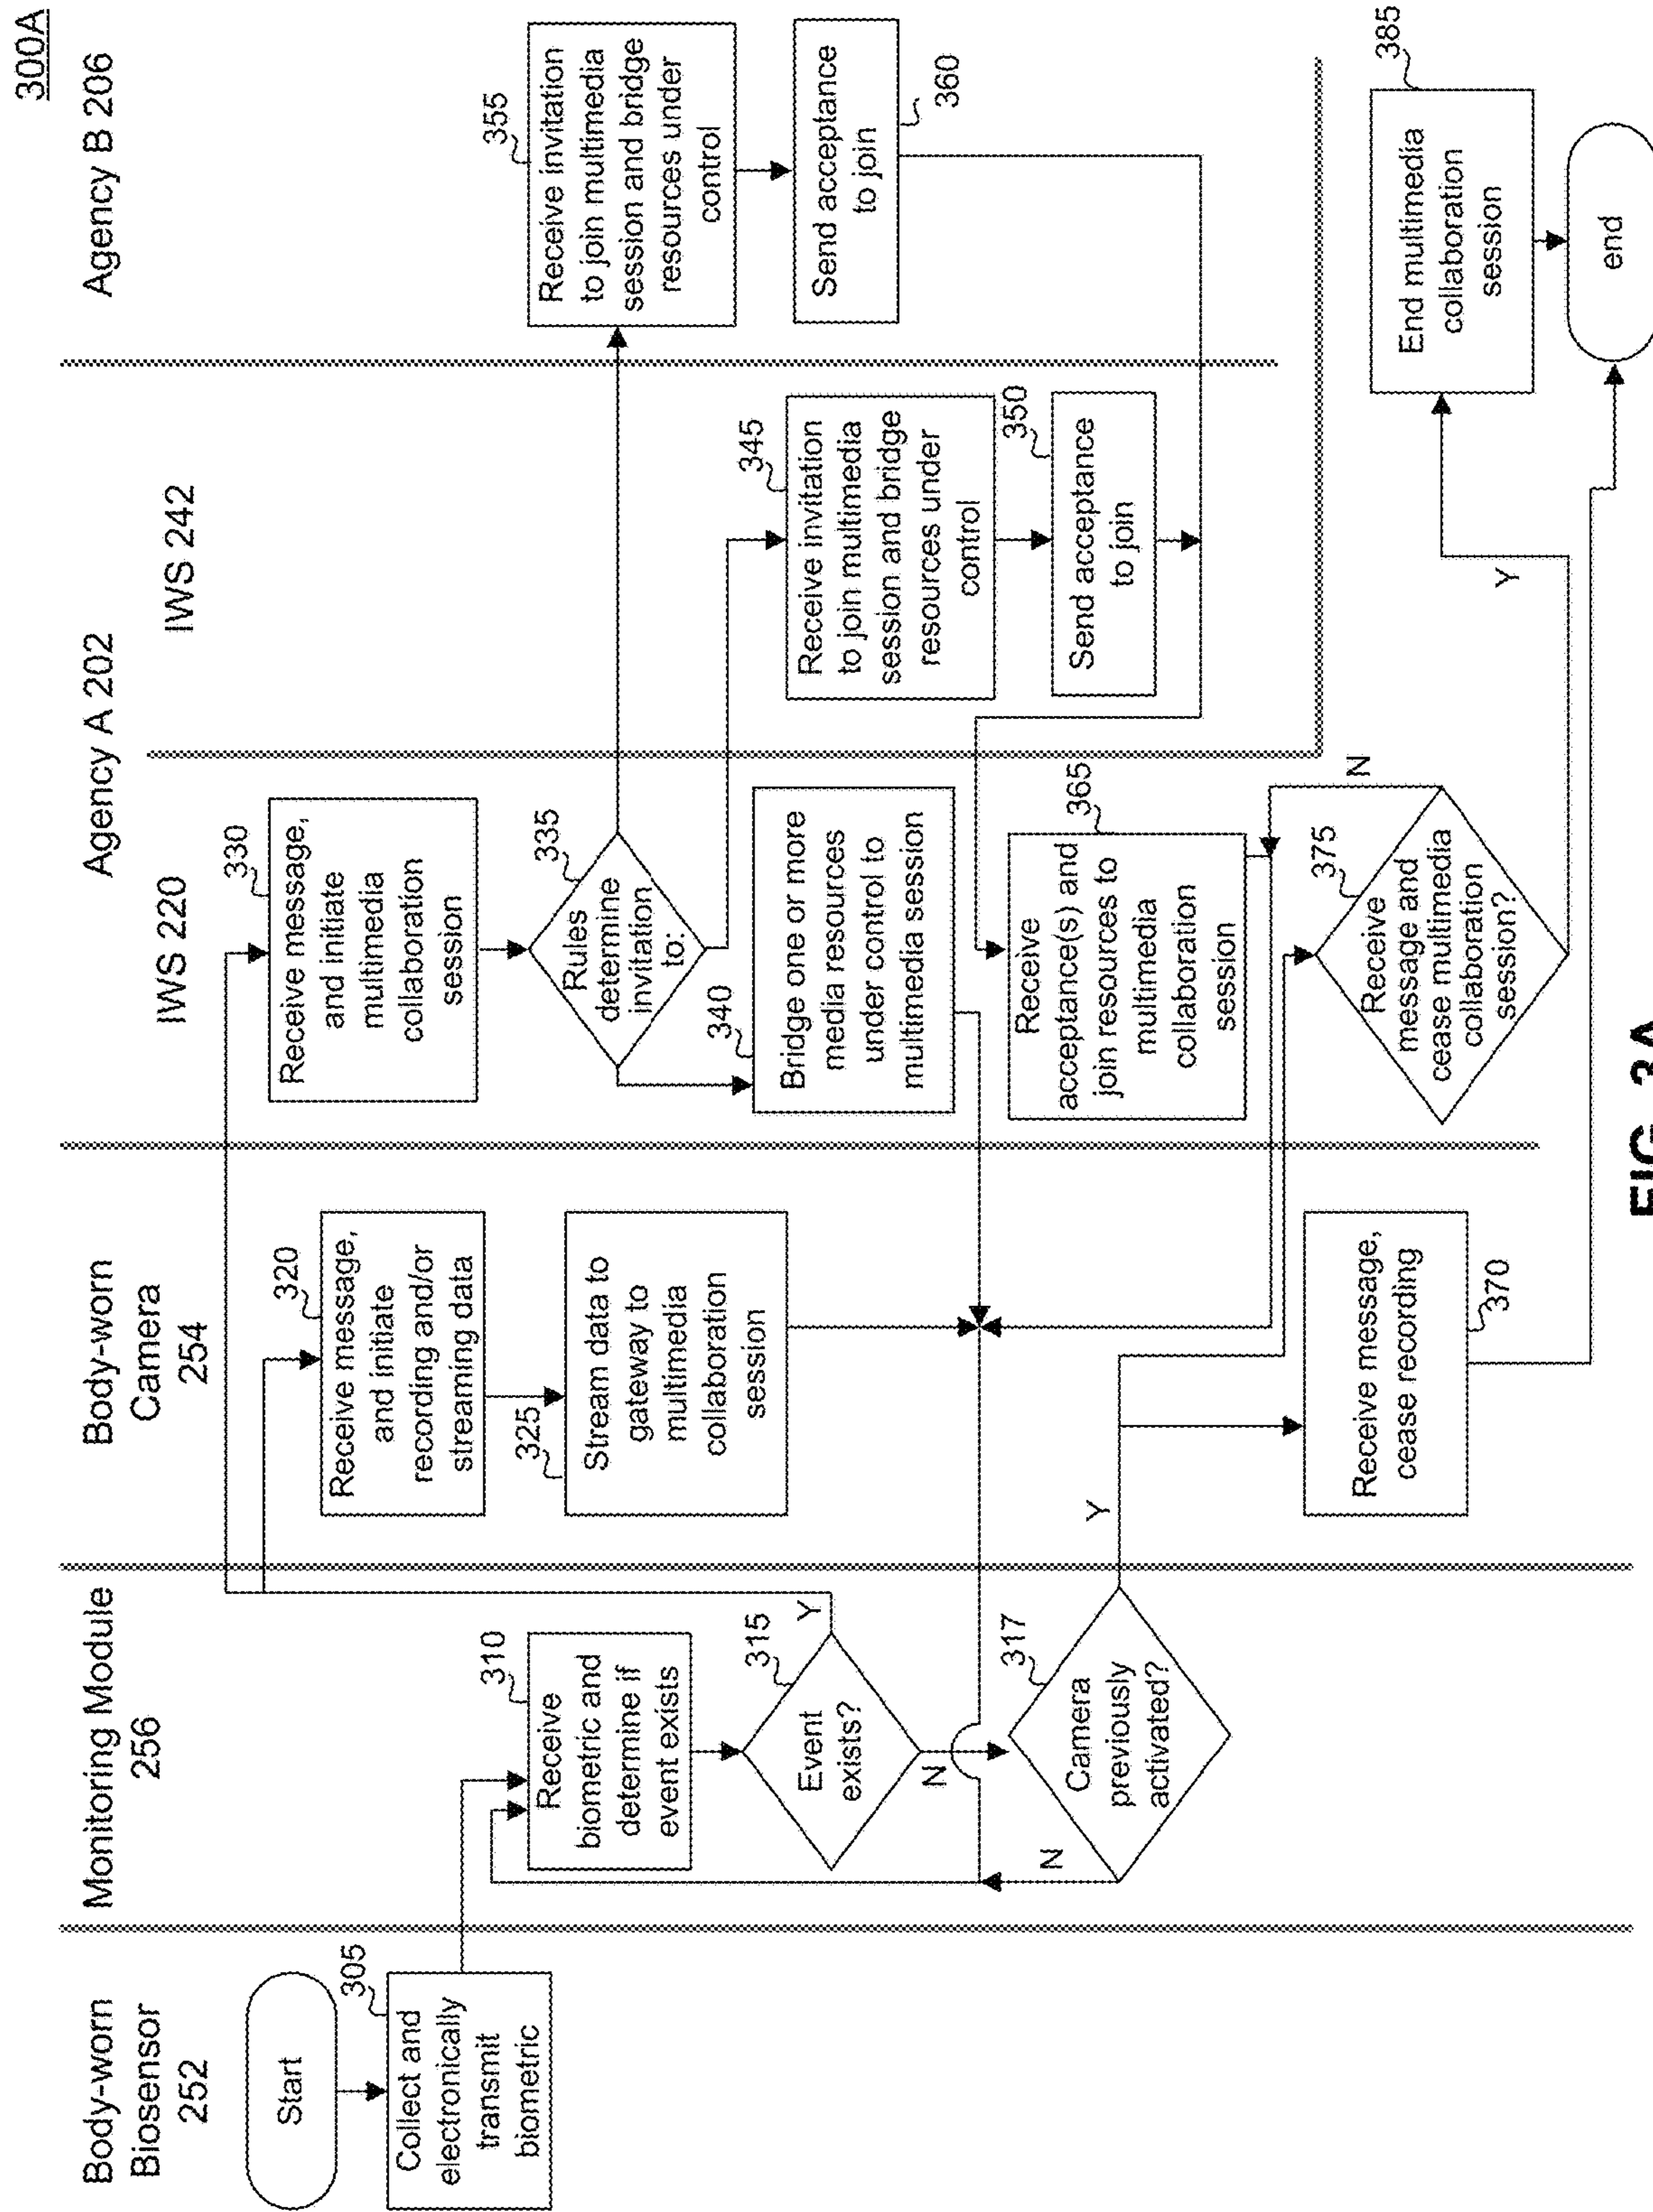 300A
Body-worn
Biosensor
252
Monitoring Module
256
Body-worn
Camera
254
Agency A 202
IWS 220
IWS 242
Agency B 206
Start
305
Collect and
electronically
transmit
biometric
310
Receive
biometric and
determine if
event exists
315
Event
exists?
Y
N
317
Camera
previously
activated?
Y
N
320
Receive message,
and initiate
recording and/or
streaming data
325
Stream data to
gateway to
multimedia
collaboration
session
330
Receive message,
and initiate
multimedia
collaboration
session
335
Rules
determine
invitation
to:
340
Bridge one or more
media resources
under control to
multimedia session
345
Receive invitation
to join multimedia
session and bridge
resources under
control
350
Send acceptance
to join
355
Receive invitation
to join multimedia
session and bridge
resources under
control
360
Send acceptance
to join
365
Receive
acceptance(s) and
join resources to
multimedia
collaboration
session
370
Receive message,
cease recording
375
Receive
message and
cease multimedia
collaboration
session?
N
Y
385
End multimedia
collaboration
session
end
FIG. 3A